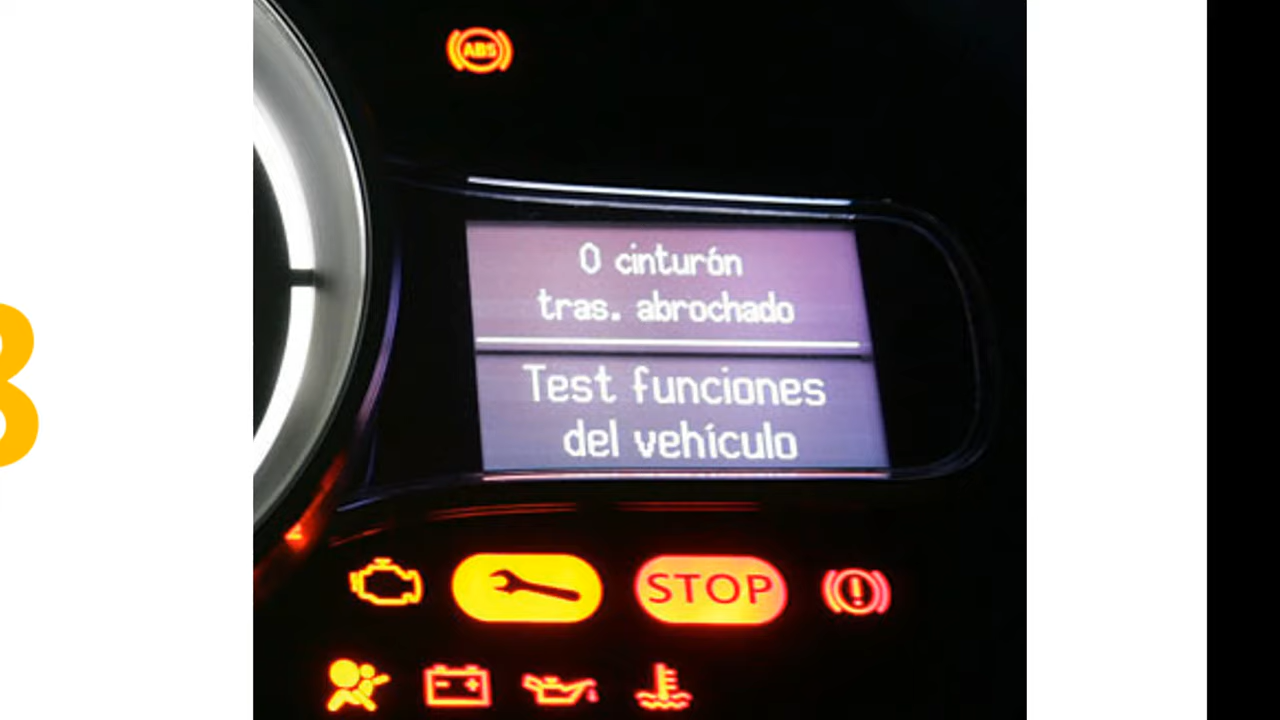 ABS
0 cinturón
tras. abrochado
Test funciones
del vehículo
STOP